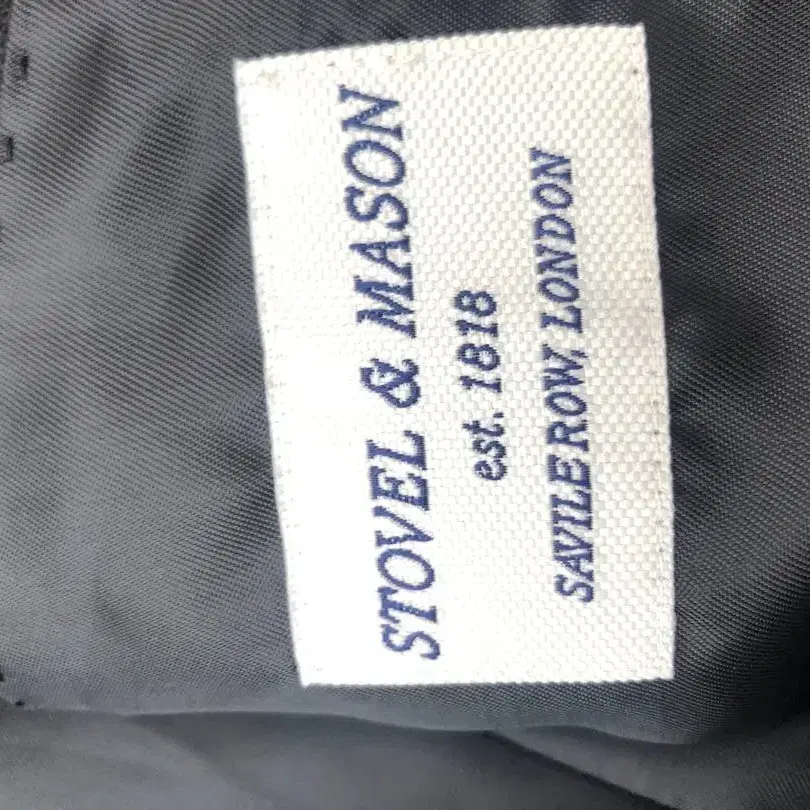 STOVEL & MASON
est. 1818
SAVILE ROW, LONDON